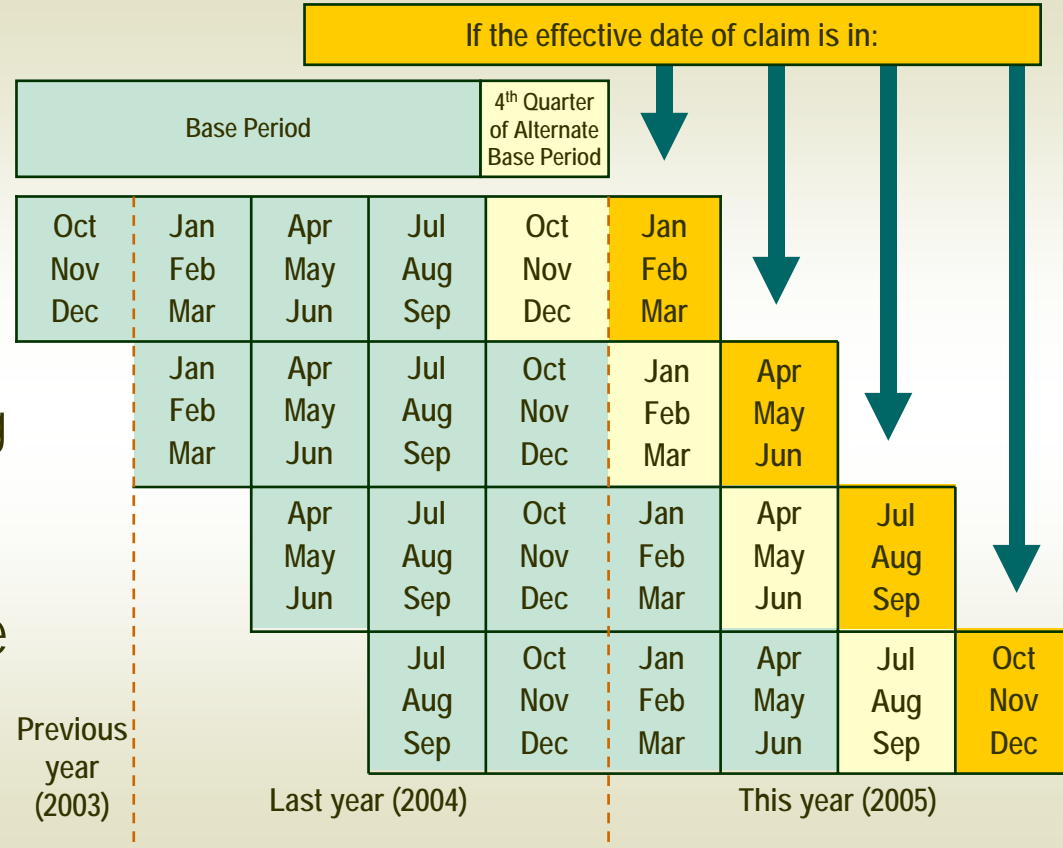 If the effective date of claim is in:
Base Period
4th Quarter
of Alternate
Base Period
Oct Jan Apr Jul Oct Jan
Nov Feb May Aug Nov Feb
Dec Mar Jun Sep Dec Mar
Jan Apr Jul Oct Jan Apr
Feb May Aug Nov Feb May
Mar Jun Sep Dec Mar Jun
g
Apr Jul Oct Jan Apr Jul
May Aug Nov Feb May Aug
Jun Sep Dec Mar Jun Sep
e
Jul Oct Jan Apr Jul Oct
Aug Nov Feb May Aug Nov
Sep Dec Mar Jun Sep Dec
Previous
year
(2003)
Last year (2004)
This year (2005)